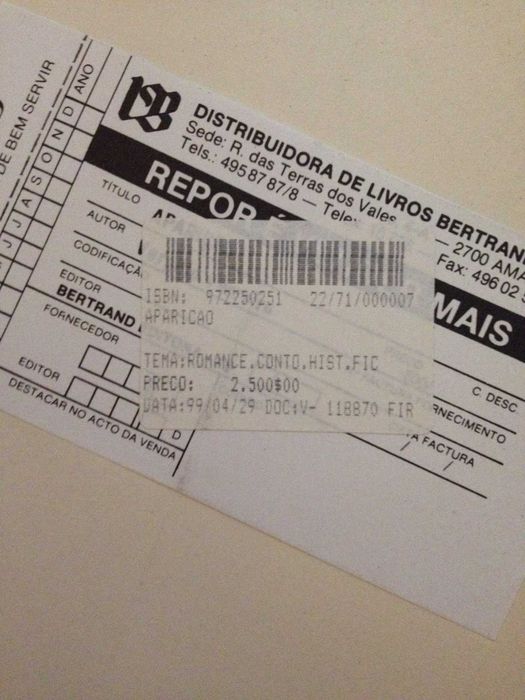 DE BEM SERVIR
J J A S O N D ANO
DISTRIBUIDORA DE LIVROS BERTRAND
Sede: R. das Terras dos Vales
2700 AMA
Tels.: 495 87 87/8 — Tele
Fax: 496 02
REPOR É
MAIS
TÍTULO AP
AUTOR
CODIFICAÇÃ
EDITOR
BERTRAND
FORNECEDOR
EDITOR
D
DESTACAR NO ACTO DA VENDA
ISBN: 972250251 22/71/000007
APARICAO
TEMA:ROMANCE.CONTO.HIST.FIC
PRECO: 2.500$00
DATA:99/04/29 DOC:V- 118870 FIR
C. DESC
RNECIMENTO
A FACTURA
/ /